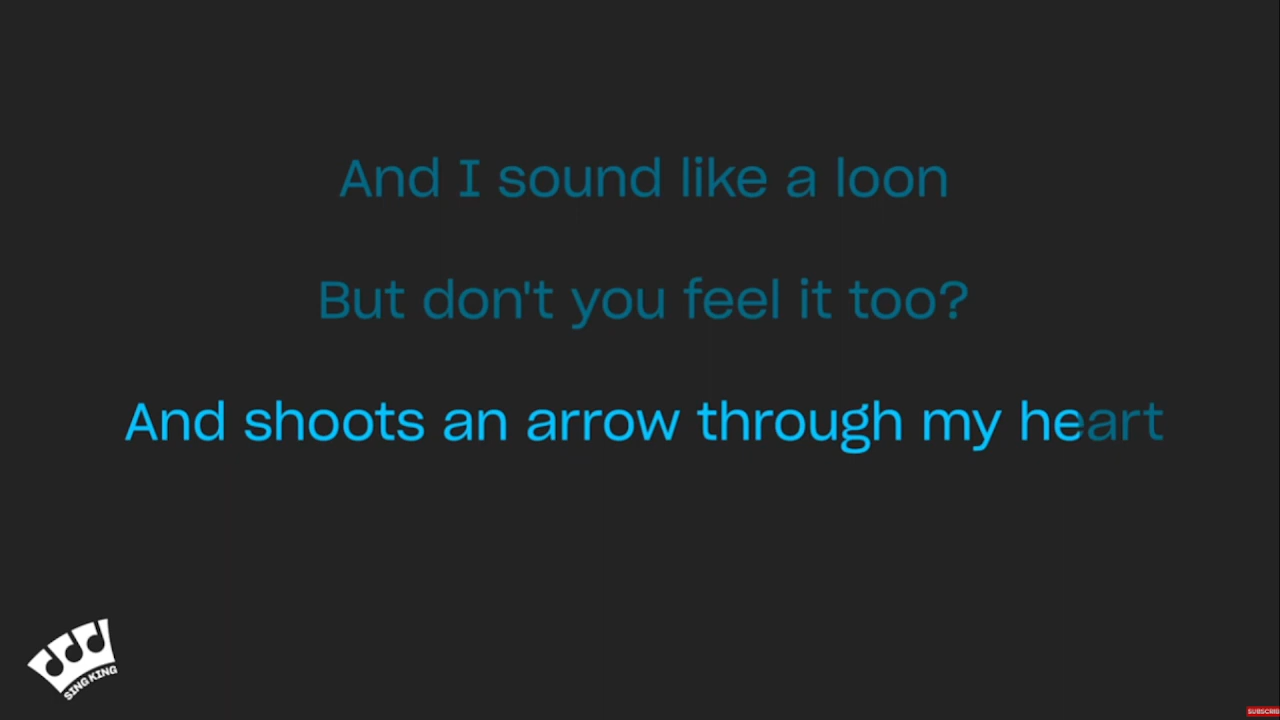 And I sound like a loon
But don't you feel it too?
And shoots an arrow through my heart
SING KING